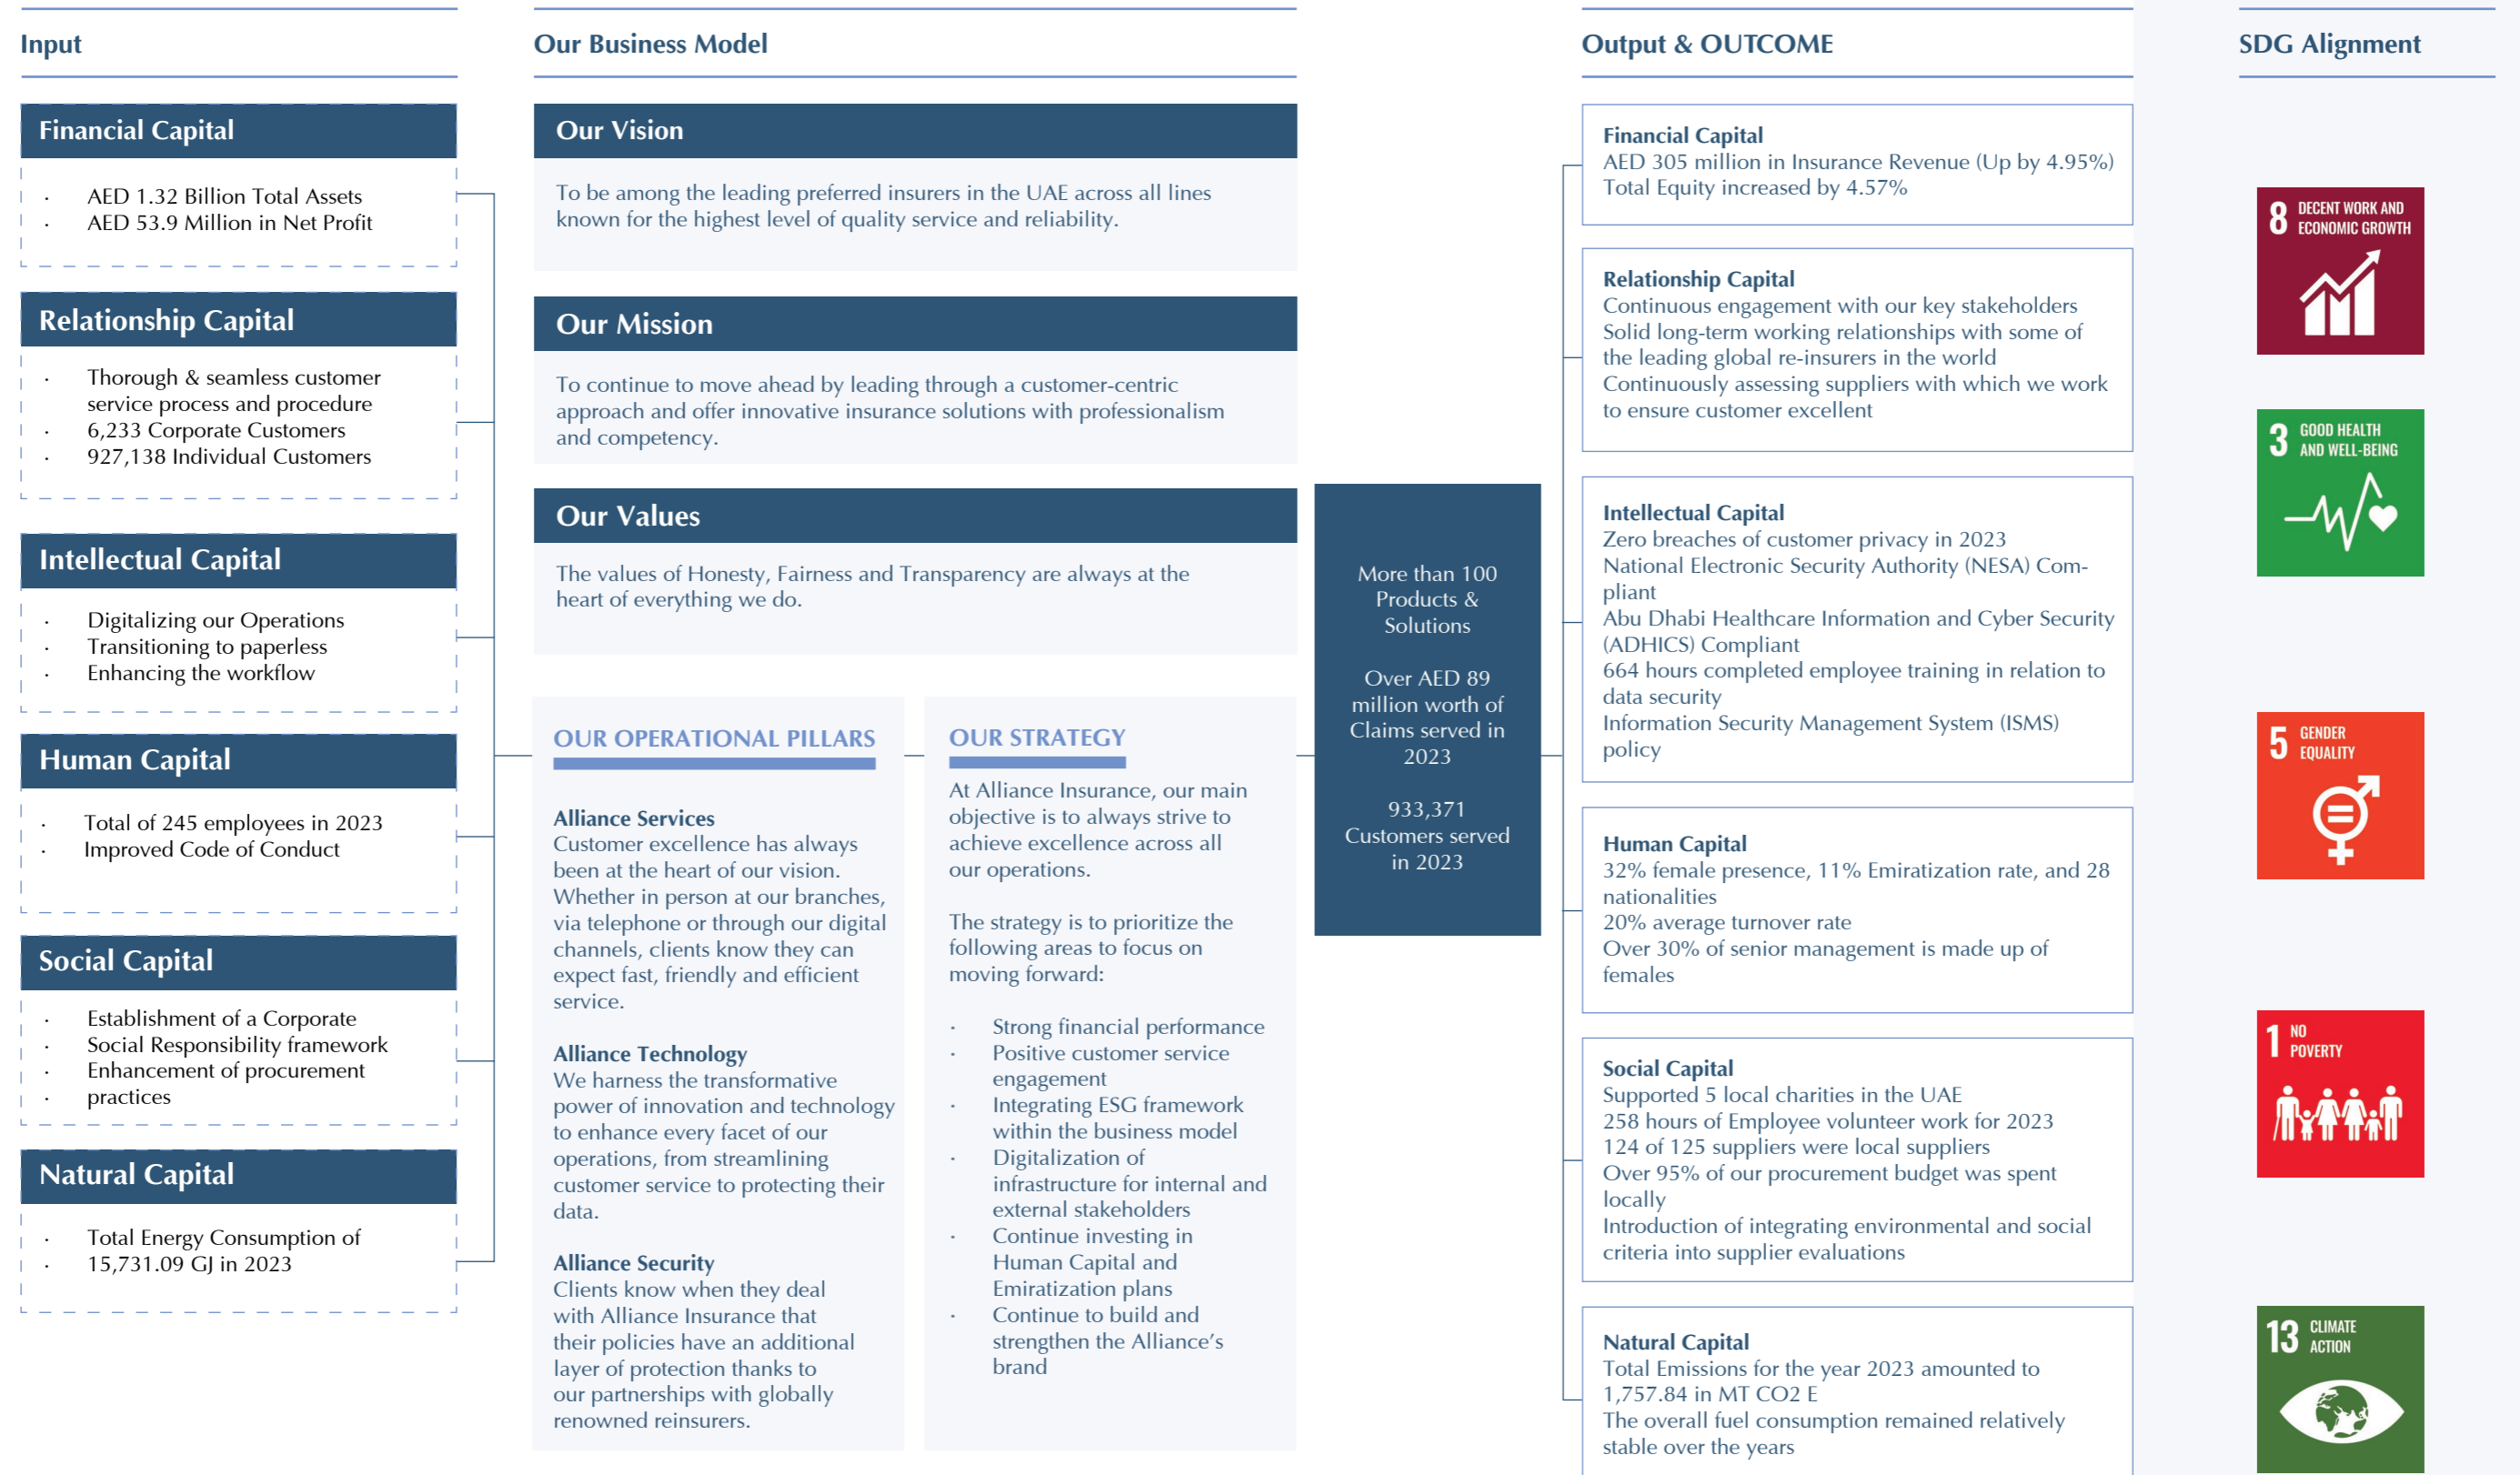 Input
Financial Capital
· AED 1.32 Billion Total Assets
· AED 53.9 Million in Net Profit
Relationship Capital
· Thorough & seamless customer
service process and procedure
· 6,233 Corporate Customers
· 927,138 Individual Customers
Intellectual Capital
· Digitalizing our Operations
· Transitioning to paperless
· Enhancing the workflow
Human Capital
· Total of 245 employees in 2023
· Improved Code of Conduct
Social Capital
· Establishment of a Corporate
· Social Responsibility framework
· Enhancement of procurement
· practices
Natural Capital
· Total Energy Consumption of
· 15,731.09 GJ in 2023
Our Business Model
Our Vision
To be among the leading preferred insurers in the UAE across all lines
known for the highest level of quality service and reliability.
Our Mission
To continue to move ahead by leading through a customer-centric
approach and offer innovative insurance solutions with professionalism
and competency.
Our Values
The values of Honesty, Fairness and Transparency are always at the
heart of everything we do.
OUR OPERATIONAL PILLARS
Alliance Services
Customer excellence has always
been at the heart of our vision.
Whether in person at our branches,
via telephone or through our digital
channels, clients know they can
expect fast, friendly and efficient
service.
Alliance Technology
We harness the transformative
power of innovation and technology
to enhance every facet of our
operations, from streamlining
customer service to protecting their
data.
Alliance Security
Clients know when they deal
with Alliance Insurance that
their policies have an additional
layer of protection thanks to
our partnerships with globally
renowned reinsurers.
OUR STRATEGY
At Alliance Insurance, our main
objective is to always strive to
achieve excellence across all
our operations.
The strategy is to prioritize the
following areas to focus on
moving forward:
· Strong financial performance
· Positive customer service
engagement
· Integrating ESG framework
within the business model
· Digitalization of
infrastructure for internal and
external stakeholders
· Continue investing in
Human Capital and
Emiratization plans
· Continue to build and
strengthen the Alliance's
brand
More than 100
Products &
Solutions
Over AED 89
million worth of
Claims served in
2023
933,371
Customers served
in 2023
Output & OUTCOME
Financial Capital
AED 305 million in Insurance Revenue (Up by 4.95%)
Total Equity increased by 4.57%
Relationship Capital
Continuous engagement with our key stakeholders
Solid long-term working relationships with some of
the leading global re-insurers in the world
Continuously assessing suppliers with which we work
to ensure customer excellent
Intellectual Capital
Zero breaches of customer privacy in 2023
National Electronic Security Authority (NESA) Com-
pliant
Abu Dhabi Healthcare Information and Cyber Security
(ADHICS) Compliant
664 hours completed employee training in relation to
data security
Information Security Management System (ISMS)
policy
Human Capital
32% female presence, 11% Emiratization rate, and 28
nationalities
20% average turnover rate
Over 30% of senior management is made up of
females
Social Capital
Supported 5 local charities in the UAE
258 hours of Employee volunteer work for 2023
124 of 125 suppliers were local suppliers
Over 95% of our procurement budget was spent
locally
Introduction of integrating environmental and social
criteria into supplier evaluations
Natural Capital
Total Emissions for the year 2023 amounted to
1,757.84 in MT CO2 E
The overall fuel consumption remained relatively
stable over the years
SDG Alignment
8 DECENT WORK AND
ECONOMIC GROWTH
3 GOOD HEALTH
AND WELL-BEING
5 GENDER
EQUALITY
1 NO
POVERTY
13 CLIMATE
ACTION